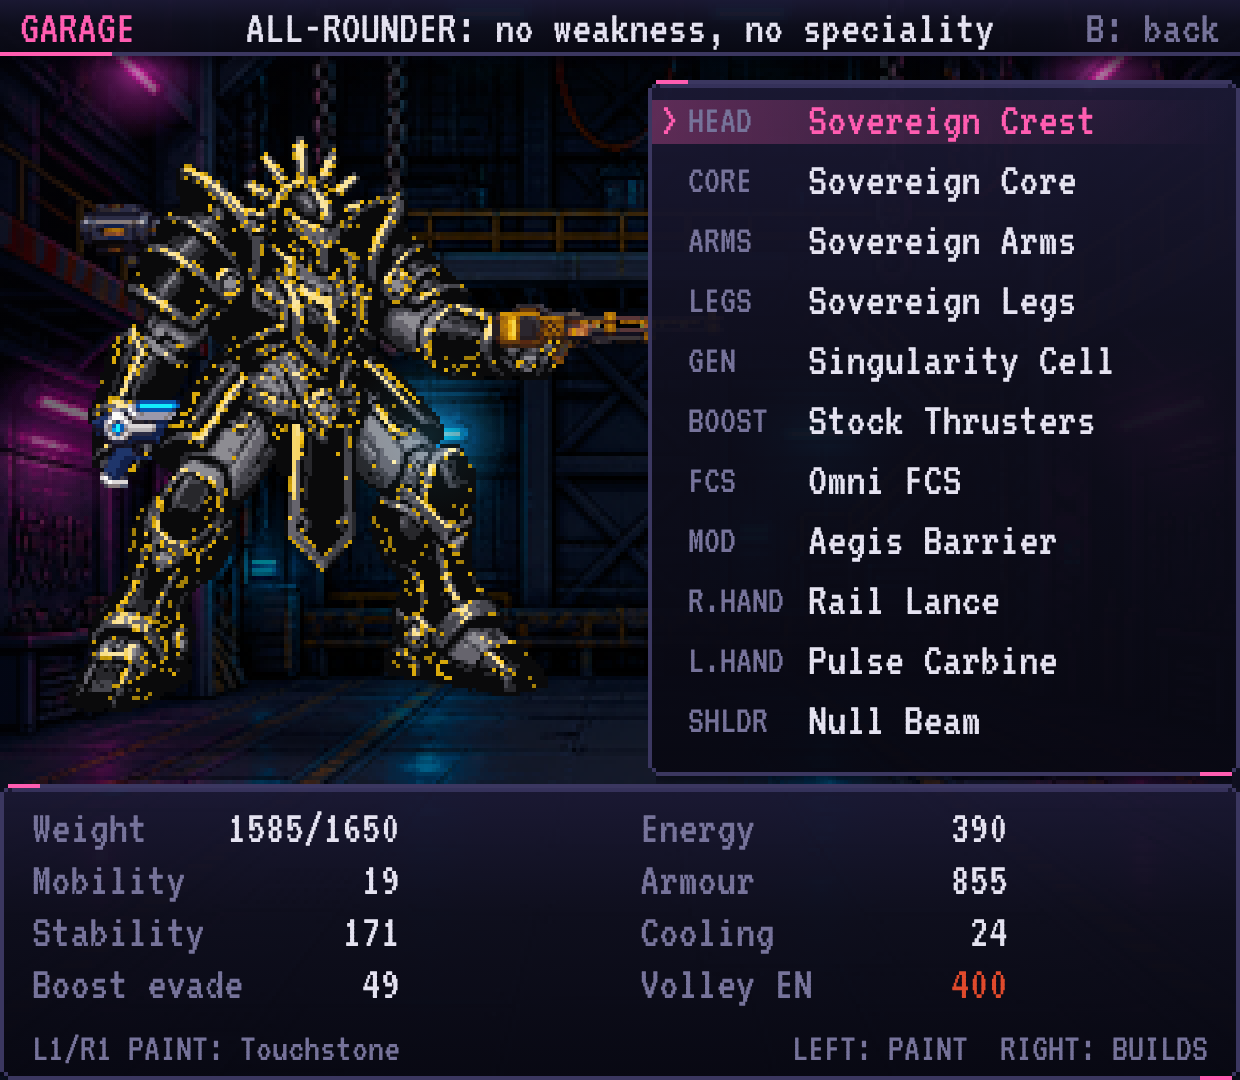 GARAGE ALL-ROUNDER: no weakness, no speciality B: back
HEAD Sovereign Crest
CORE Sovereign Core
ARMS Sovereign Arms
LEGS Sovereign Legs
GEN Singularity Cell
BOOST Stock Thrusters
FCS Omni FCS
MOD Aegis Barrier
R.HAND Rail Lance
L.HAND Pulse Carbine
SHLDR Null Beam
Weight 1585/1650 Energy 390
Mobility 19 Armour 855
Stability 171 Cooling 24
Boost evade 49 Volley EN 400
L1/R1 PAINT: Touchstone LEFT: PAINT RIGHT: BUILDS